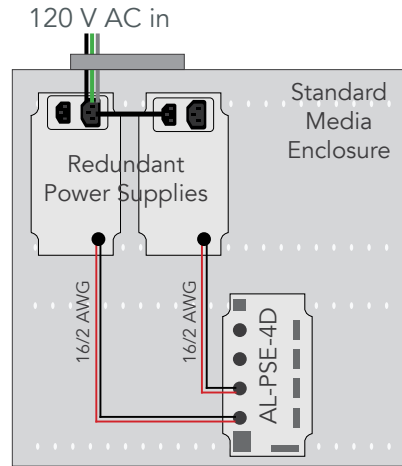 120 V AC in
Standard
Media
Enclosure
Redundant
Power Supplies
16/2 AWG
16/2 AWG
AL-PSE-4D